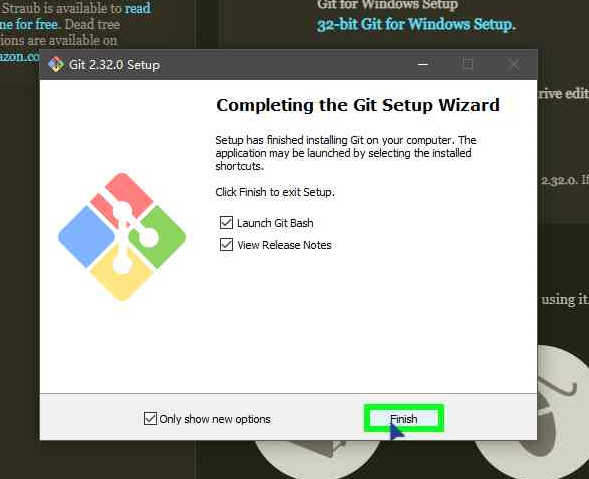 Straub is available to read
ne for free. Dead tree
ions are available on
azon.co
Git for Windows Setup
32-bit Git for Windows Setup.
Git 2.32.0 Setup
Completing the Git Setup Wizard
Setup has finished installing Git on your computer. The
application may be launched by selecting the installed
shortcuts.
Click Finish to exit Setup.
Launch Git Bash
View Release Notes
rive edit
2.32.0. If
using it.
Only show new options
Finish